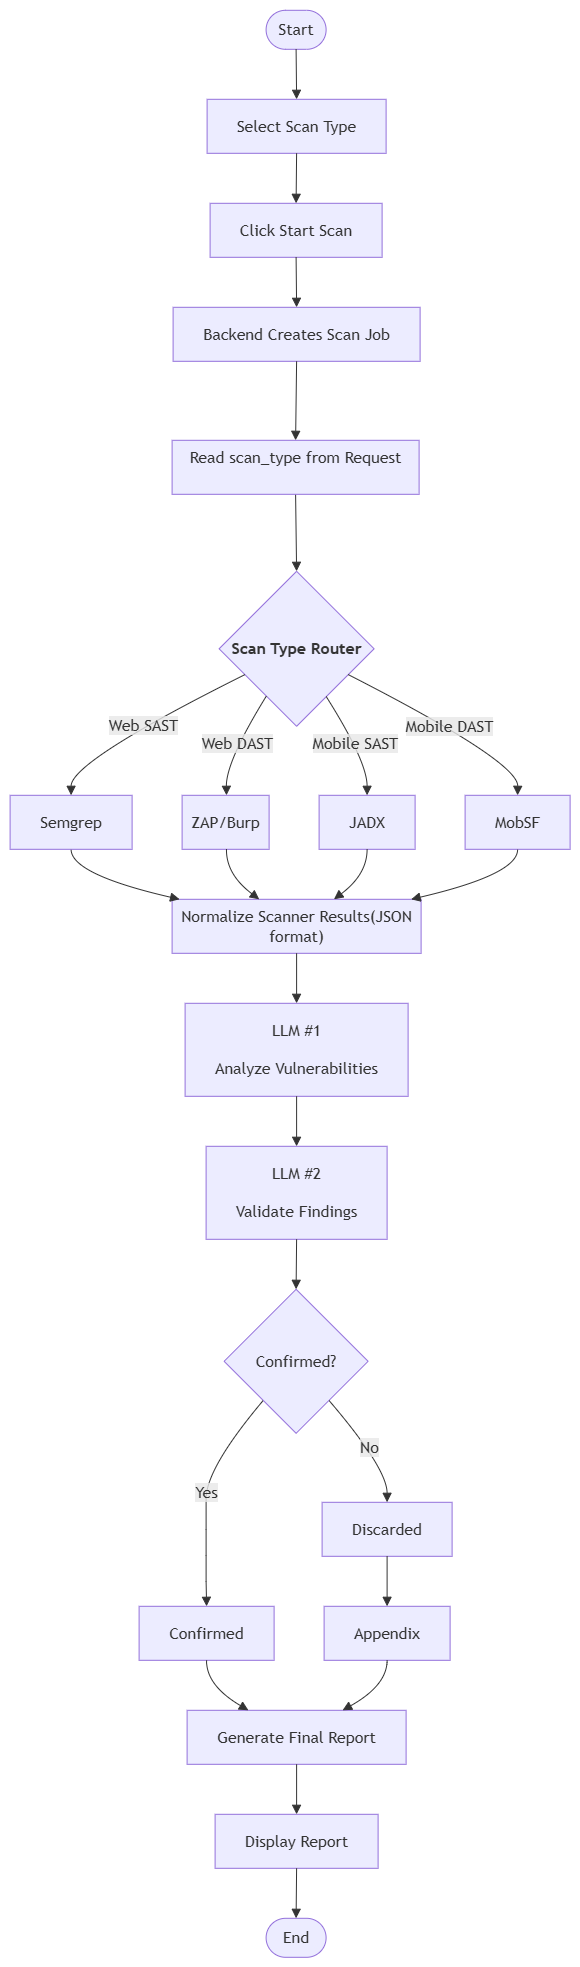 Start
Select Scan Type
Click Start Scan
Backend Creates Scan Job
Read scan_type from Request
Scan Type Router
Web SAST
Web DAST
Mobile SAST
Mobile DAST
Semgrep
ZAP/Burp
JADX
MobSF
Normalize Scanner Results(JSON
format)
LLM #1
Analyze Vulnerabilities
LLM #2
Validate Findings
Confirmed?
Yes
No
Discarded
Confirmed
Appendix
Generate Final Report
Display Report
End